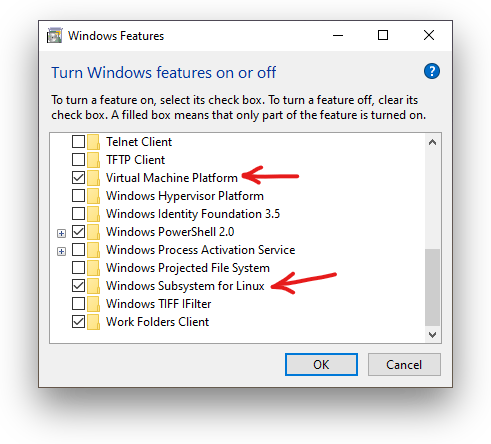 Windows Features
Turn Windows features on or off
?
To turn a feature on, select its check box. To turn a feature off, clear its
check box. A filled box means that only part of the feature is turned on.
Telnet Client
TFTP Client
Virtual Machine Platform
Windows Hypervisor Platform
Windows Identity Foundation 3.5
Windows PowerShell 2.0
Windows Process Activation Service
Windows Projected File System
Windows Subsystem for Linux
Windows TIFF IFilter
Work Folders Client
OK
Cancel